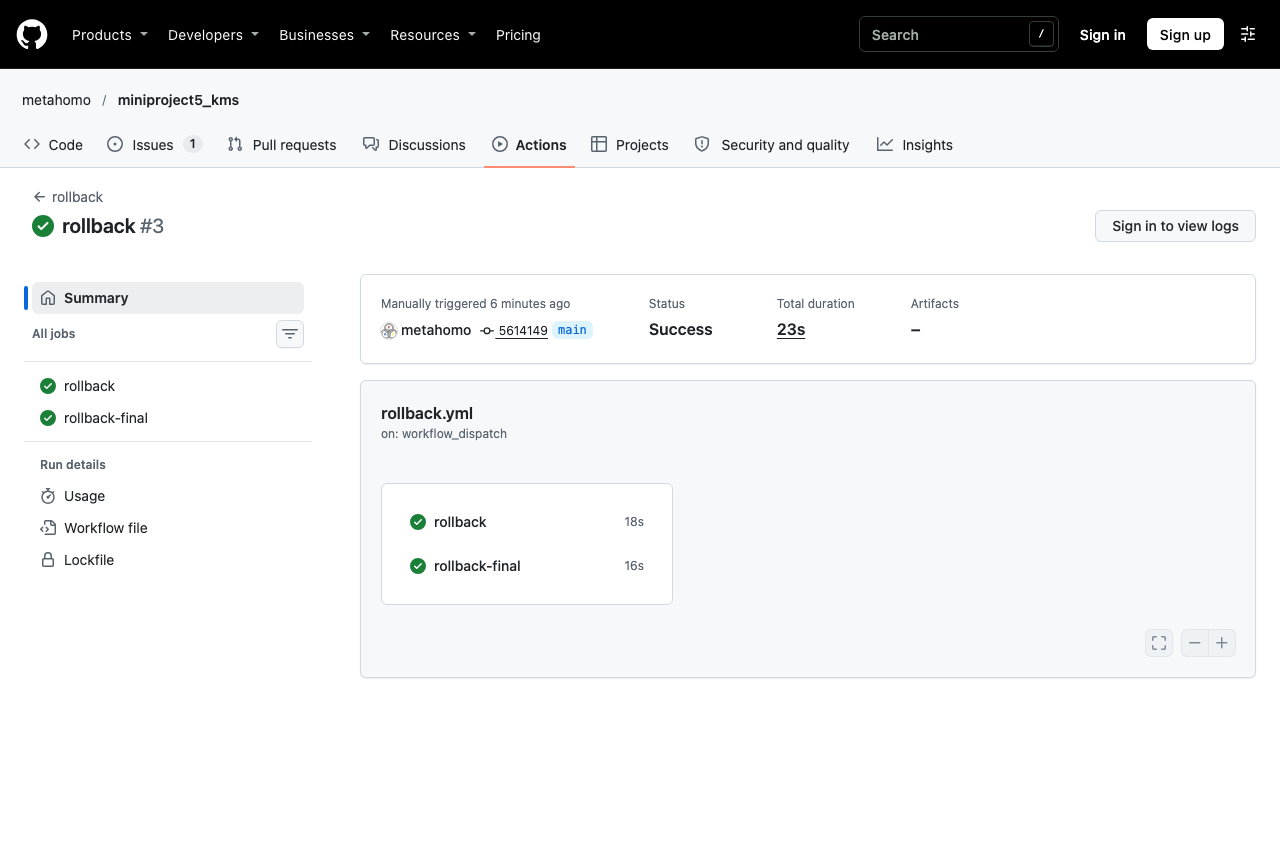 Products Developers Businesses Resources Pricing Search / Sign in Sign up
metahomo / miniproject5_kms
Code Issues 1 Pull requests Discussions Actions Projects Security and quality Insights
rollback
rollback #3
Sign in to view logs
Summary
All jobs
rollback
rollback-final
Run details
Usage
Workflow file
Lockfile
Manually triggered 6 minutes ago Status Total duration Artifacts
metahomo 5614149 main Success 23s –
rollback.yml
on: workflow_dispatch
rollback 18s
rollback-final 16s